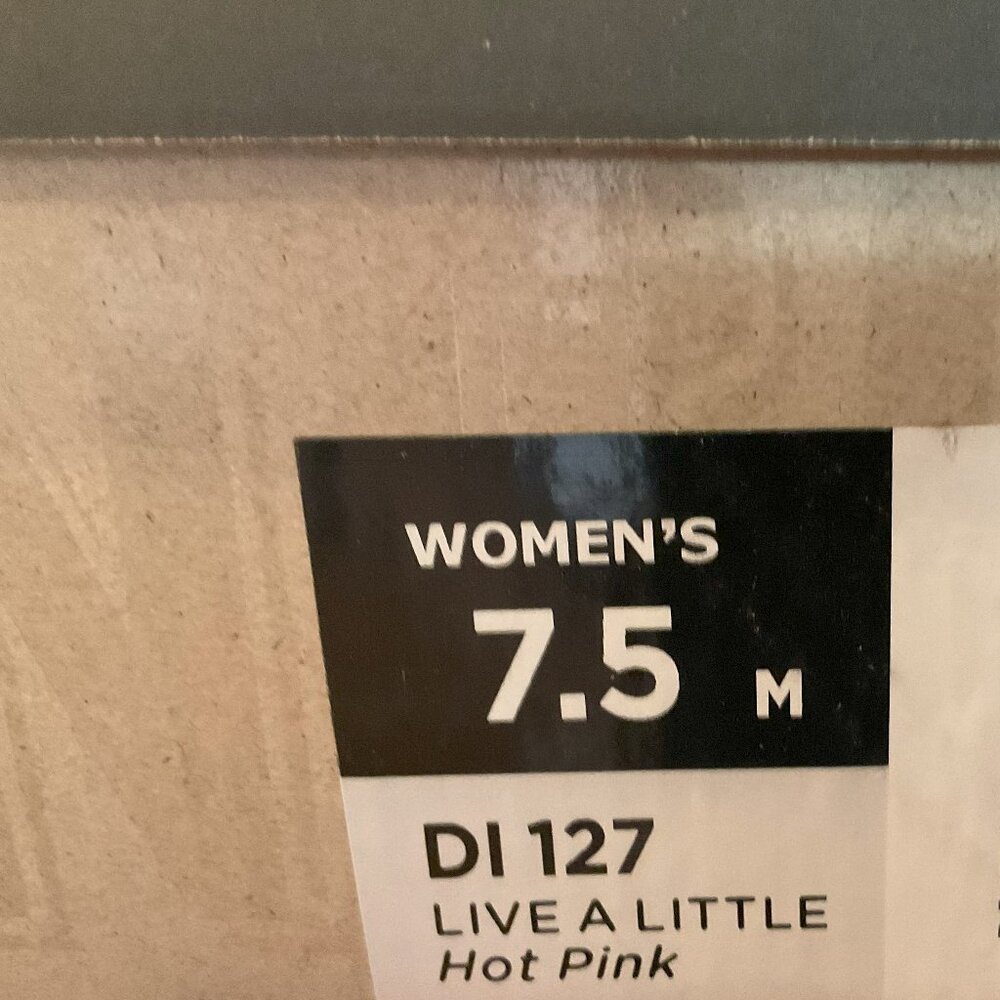 WOMEN'S
7.5 M
DI 127
LIVE A LITTLE
Hot Pink